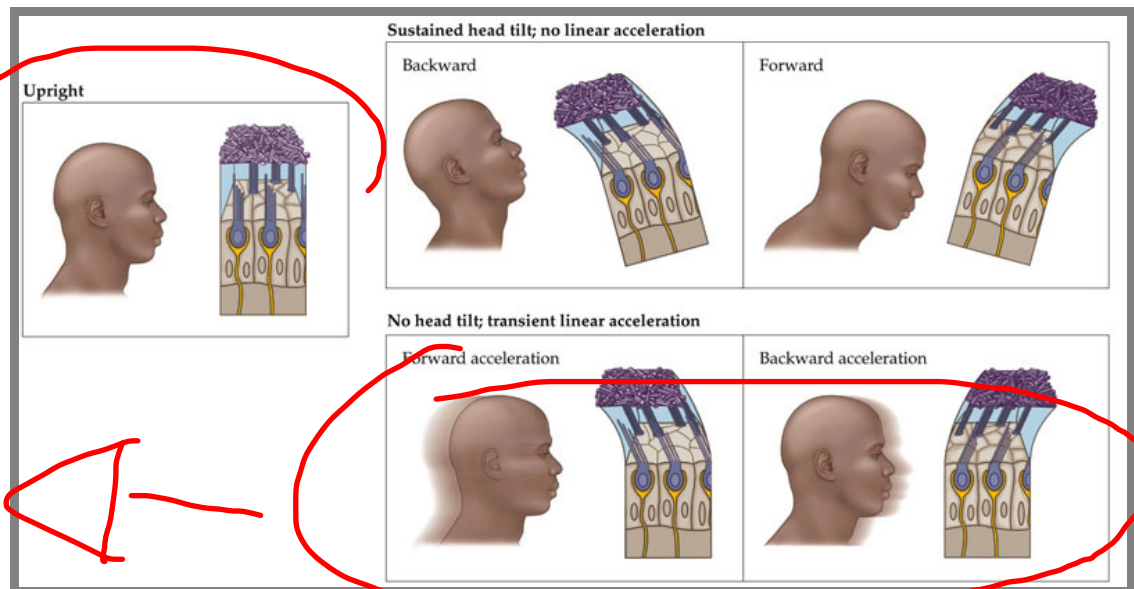 Upright
Sustained head tilt; no linear acceleration
Backward
Forward
No head tilt; transient linear acceleration
Forward acceleration
Backward acceleration